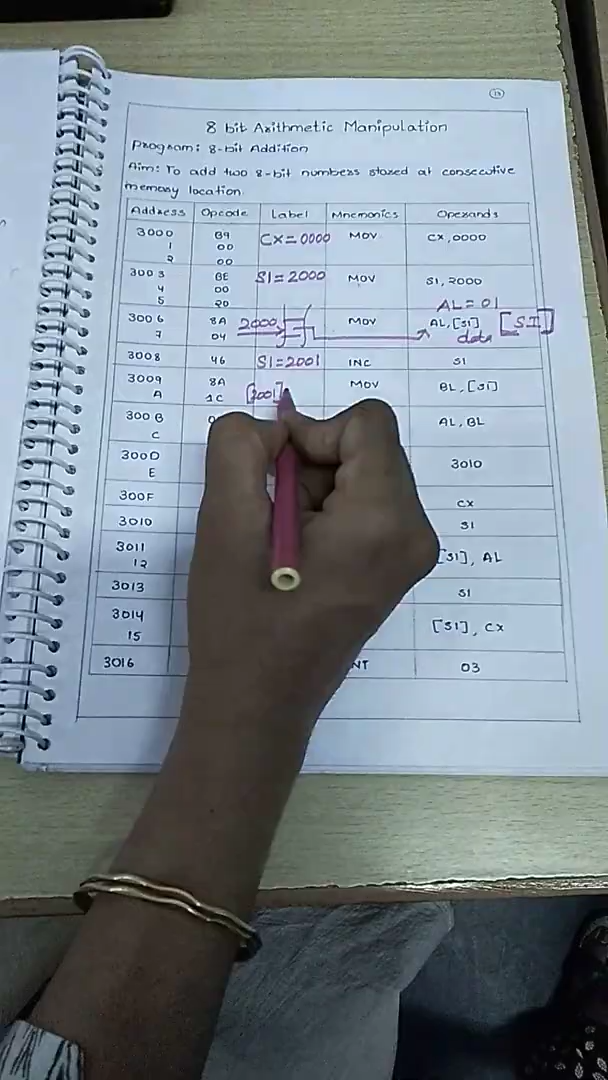 13
8 bit Arithmetic Manipulation
Program: 8-bit Addition
Aim: To add two 8-bit numbers stored at consecutive
memory location.
Address Opcode Label Mnemonics Operands
3000 B9 CX=0000 MOV CX,0000
1 00
2 00
3003 BE SI=2000 MOV SI, 2000
4 00
5 20 AL=01
3006 8A 2000 MOV AL,[SI] [SI]
7 04 data
3008 46 SI=2001 INC SI
3009 8A MOV BL,[SI]
A 1C [2001]
300B AL, BL
C
300D 3010
E
300F CX
3010 SI
3011 [SI], AL
12
3013 SI
3014 [SI], CX
15
3016 NT 03